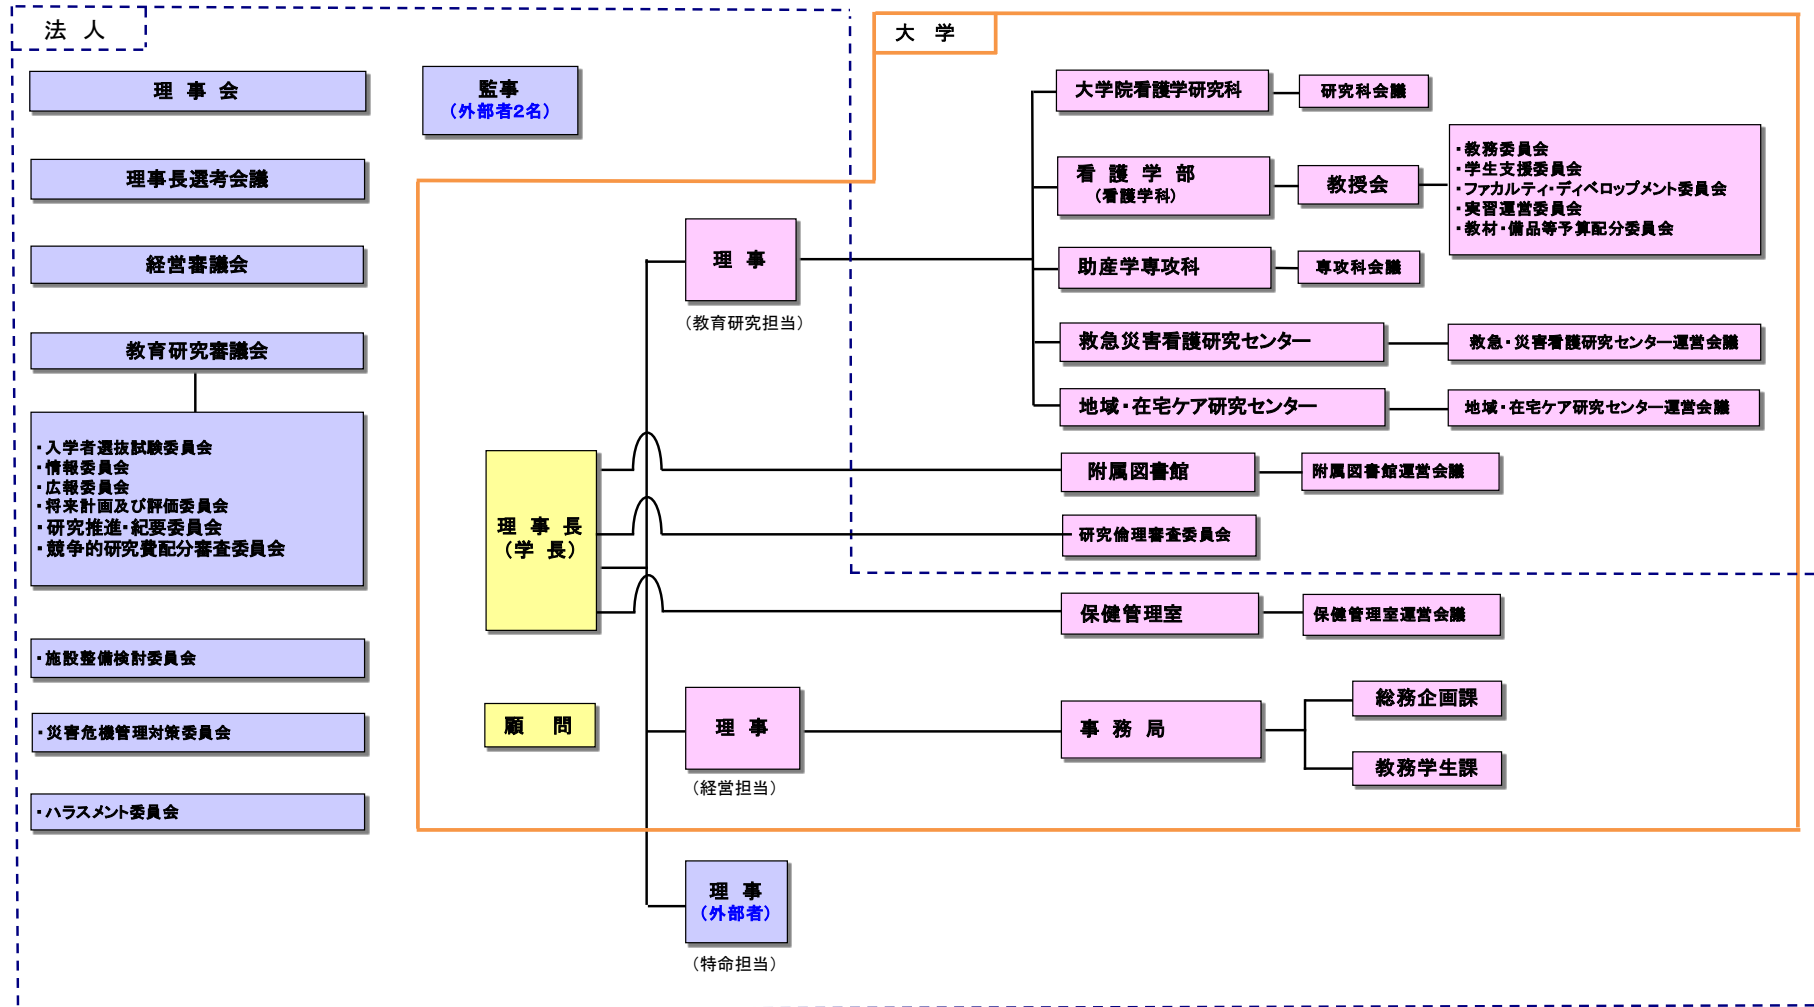 法 人
理 事 会
理事長選考会議
経営審議会
教育研究審議会
・入学者選抜試験委員会
・情報委員会
・広報委員会
・将来計画及び評価委員会
・研究推進・紀要委員会
・競争的研究費配分審査委員会
・施設整備検討委員会
・災害危機管理対策委員会
・ハラスメント委員会
監事
（外部者2名）
大 学
理 事 長
（学 長）
顧 問
理 事
（教育研究担当）
理 事
（経営担当）
理 事
（外部者）
（特命担当）
大学院看護学研究科
研究科会議
看 護 学 部
（看護学科）
教授会
・教務委員会
・学生支援委員会
・ファカルティ・ディベロップメント委員会
・実習運営委員会
・教材・備品等予算配分委員会
助産学専攻科
専攻科会議
救急災害看護研究センター
救急・災害看護研究センター運営会議
地域・在宅ケア研究センター
地域・在宅ケア研究センター運営会議
附属図書館
附属図書館運営会議
研究倫理審査委員会
保健管理室
保健管理室運営会議
事 務 局
総務企画課
教務学生課